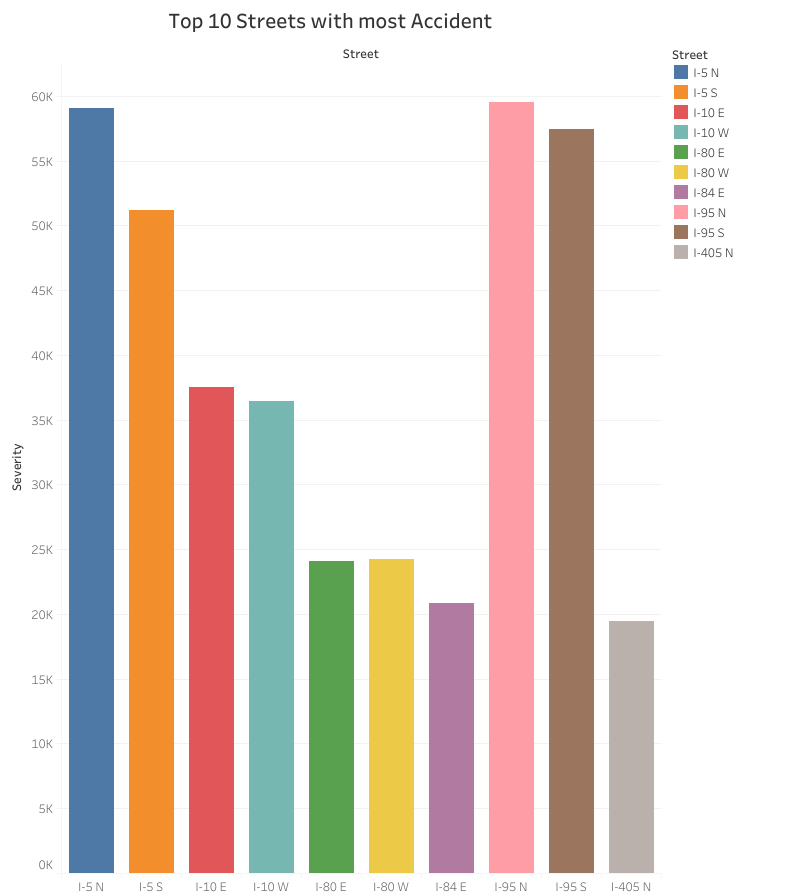 Top 10 Streets with most Accident
Street
Severity
60K
55K
50K
45K
40K
35K
30K
25K
20K
15K
10K
5K
0K
I-5 N
I-5 S
I-10 E
I-10 W
I-80 E
I-80 W
I-84 E
I-95 N
I-95 S
I-405 N
Street
I-5 N
I-5 S
I-10 E
I-10 W
I-80 E
I-80 W
I-84 E
I-95 N
I-95 S
I-405 N